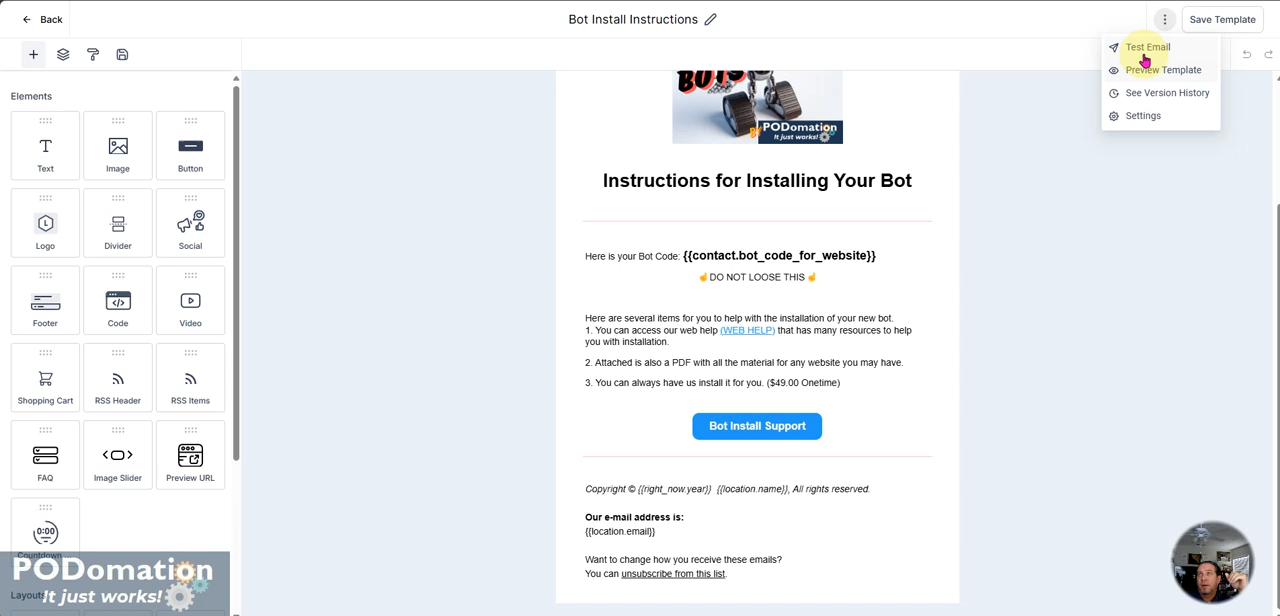 Back
Bot Install Instructions
Save Template
Test Email
Preview Template
See Version History
Settings
Elements
Text
Image
Button
Logo
Divider
Social
Footer
Code
Video
Shopping Cart
RSS Header
RSS Items
FAQ
Image Slider
Preview URL
0:00
Countdown
Layouts
PODomation
It just works!
BOTS
BY PODomation
It just works!
Instructions for Installing Your Bot
Here is your Bot Code: {{contact.bot_code_for_website}}
☝DO NOT LOOSE THIS☝
Here are several items for you to help with the installation of your new bot.
1. You can access our web help (WEB HELP) that has many resources to help
you with installation.
2. Attached is also a PDF with all the material for any website you may have.
3. You can always have us install it for you. ($49.00 Onetime)
Bot Install Support
Copyright © {{right_now.year}} {{location.name}}, All rights reserved.
Our e-mail address is:
{{location.email}}
Want to change how you receive these emails?
You can unsubscribe from this list.